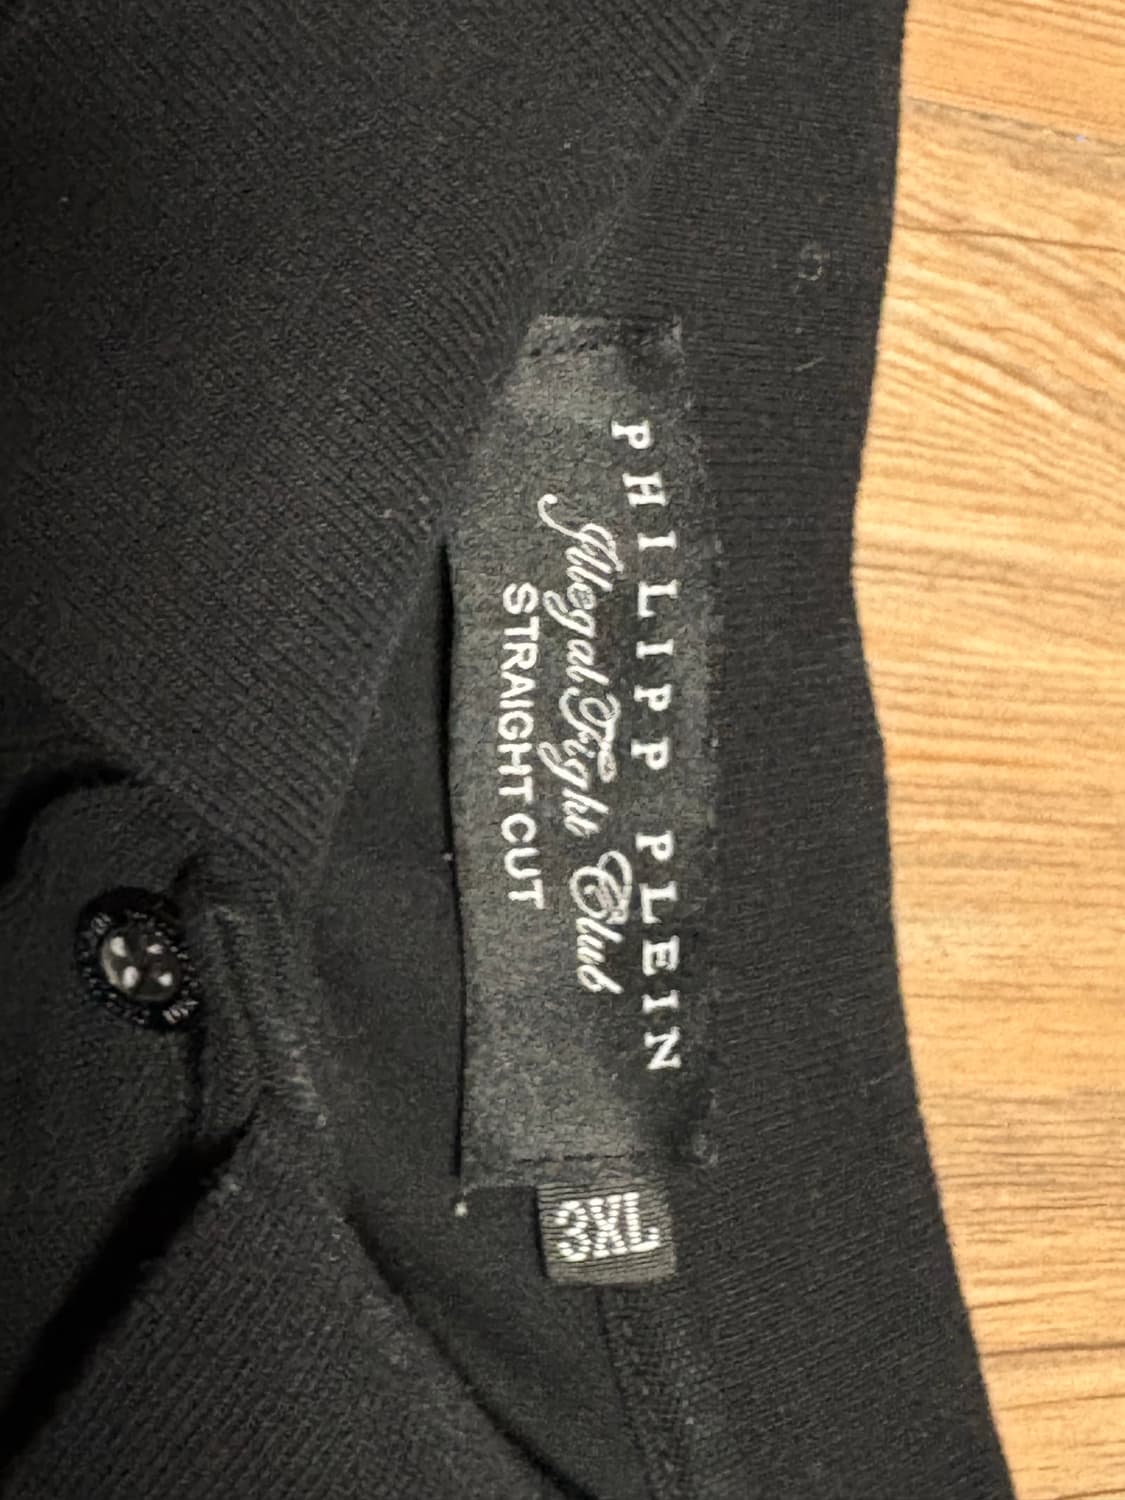 PHILIPP PLEIN
Illegal Fight Club
STRAIGHT CUT
3XL